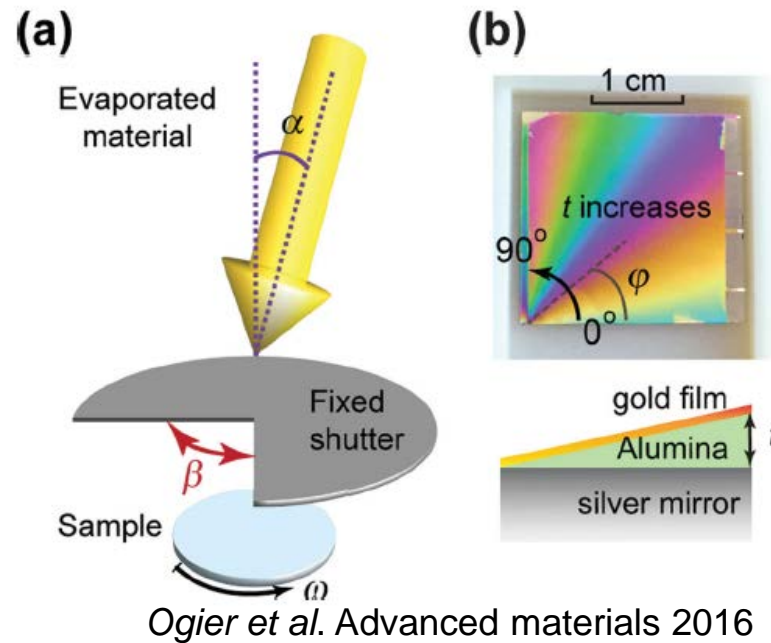 (a)
Evaporated
material
α
Fixed
shutter
β
Sample
ω
(b)
1 cm
t increases
90°
φ
0°
gold film
Alumina
t
silver mirror
Ogier et al. Advanced materials 2016